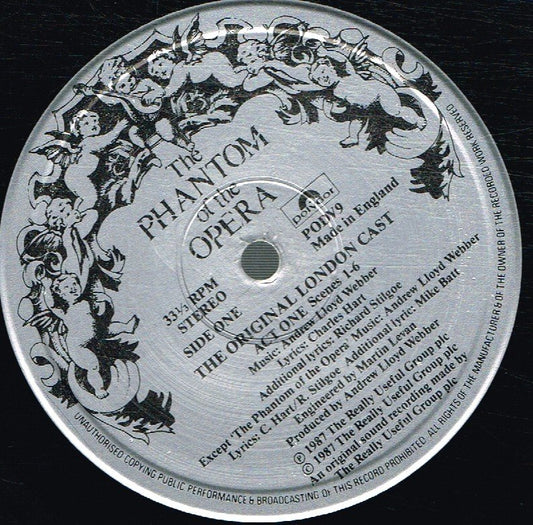 The
PHANTOM
of the
OPERA
33⅓ RPM
STEREO
SIDE ONE
Polydor
PODV9
Made in England
THE ORIGINAL LONDON CAST
ACT ONE Scenes 1-6
Music: Andrew Lloyd Webber
Lyrics: Charles Hart
Additional lyrics: Richard Stilgoe
Except 'The Phantom of the Opera' Music: Andrew Lloyd Webber
Lyrics: C. Hart/R. Stilgoe Additional lyric: Mike Batt
Engineered by Martin Levan
Produced by Andrew Lloyd Webber
℗ 1987 The Really Useful Group plc
© 1987 The Really Useful Group plc
An original sound recording made by
The Really Useful Group plc
UNAUTHORISED COPYING PUBLIC PERFORMANCE & BROADCASTING OF THIS RECORD PROHIBITED ALL RIGHTS OF THE MANUFACTURER & OF THE OWNER OF THE RECORDED WORK RESERVED